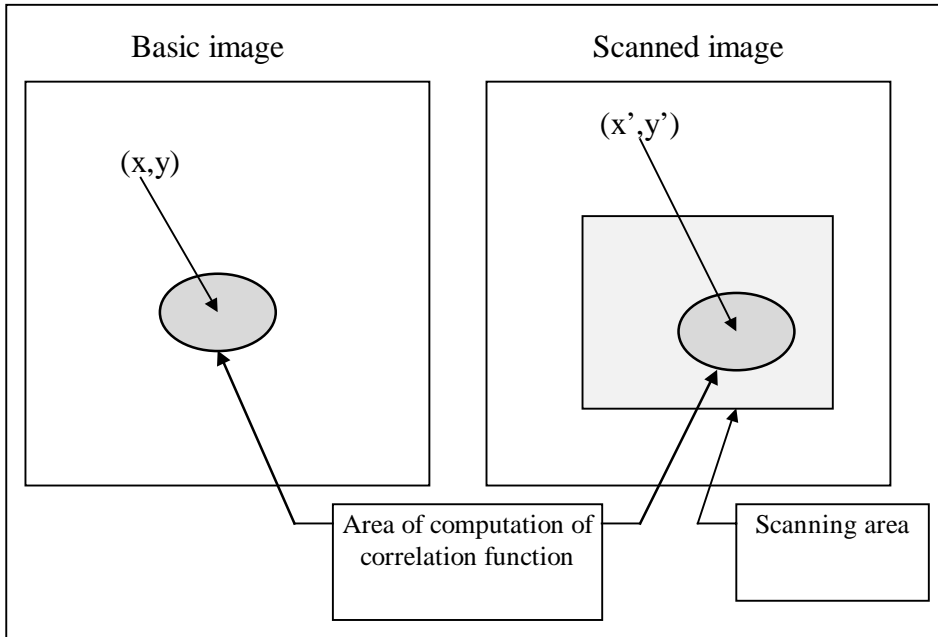 Basic image
Scanned image
(x,y)
(x’,y’)
Area of computation of
correlation function
Scanning area